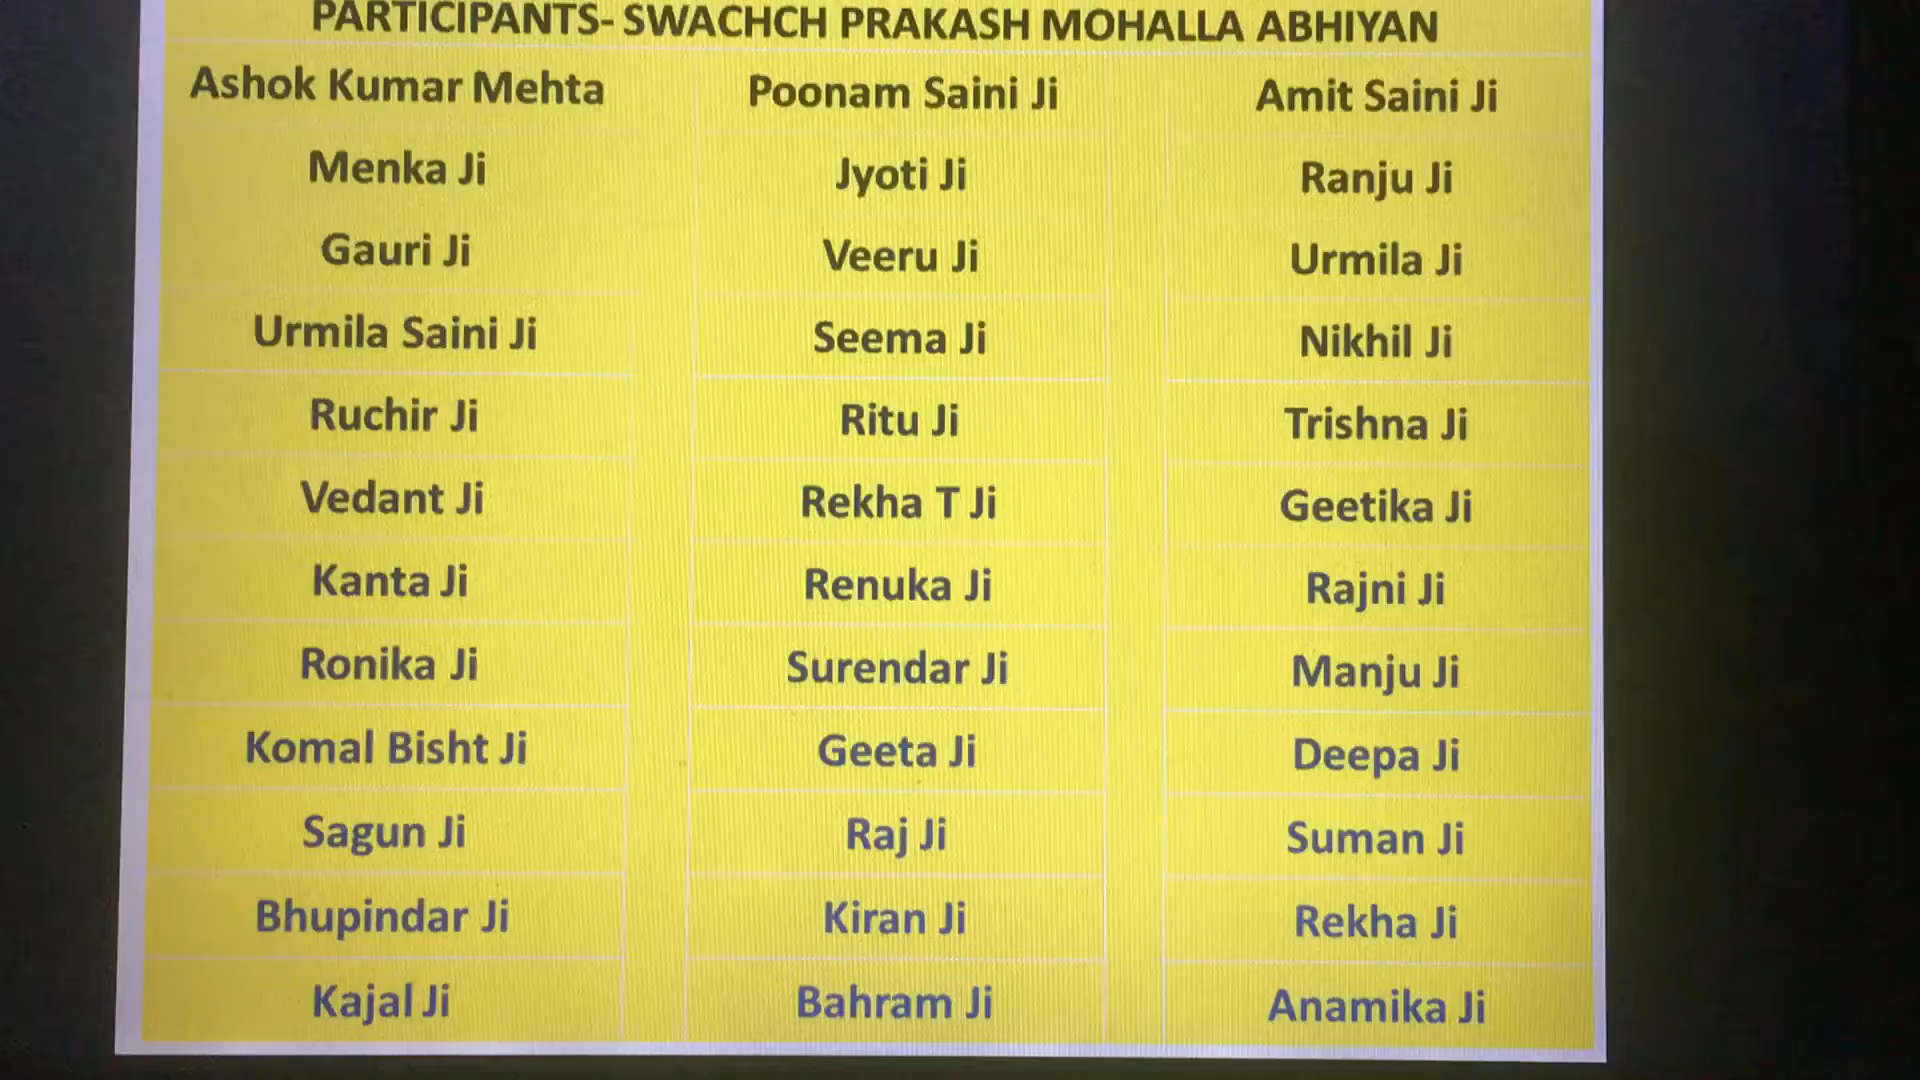 PARTICIPANTS- SWACHCH PRAKASH MOHALLA ABHIYAN
Ashok Kumar Mehta Poonam Saini Ji Amit Saini Ji
Menka Ji Jyoti Ji Ranju Ji
Gauri Ji Veeru Ji Urmila Ji
Urmila Saini Ji Seema Ji Nikhil Ji
Ruchir Ji Ritu Ji Trishna Ji
Vedant Ji Rekha T Ji Geetika Ji
Kanta Ji Renuka Ji Rajni Ji
Ronika Ji Surendar Ji Manju Ji
Komal Bisht Ji Geeta Ji Deepa Ji
Sagun Ji Raj Ji Suman Ji
Bhupindar Ji Kiran Ji Rekha Ji
Kajal Ji Bahram Ji Anamika Ji